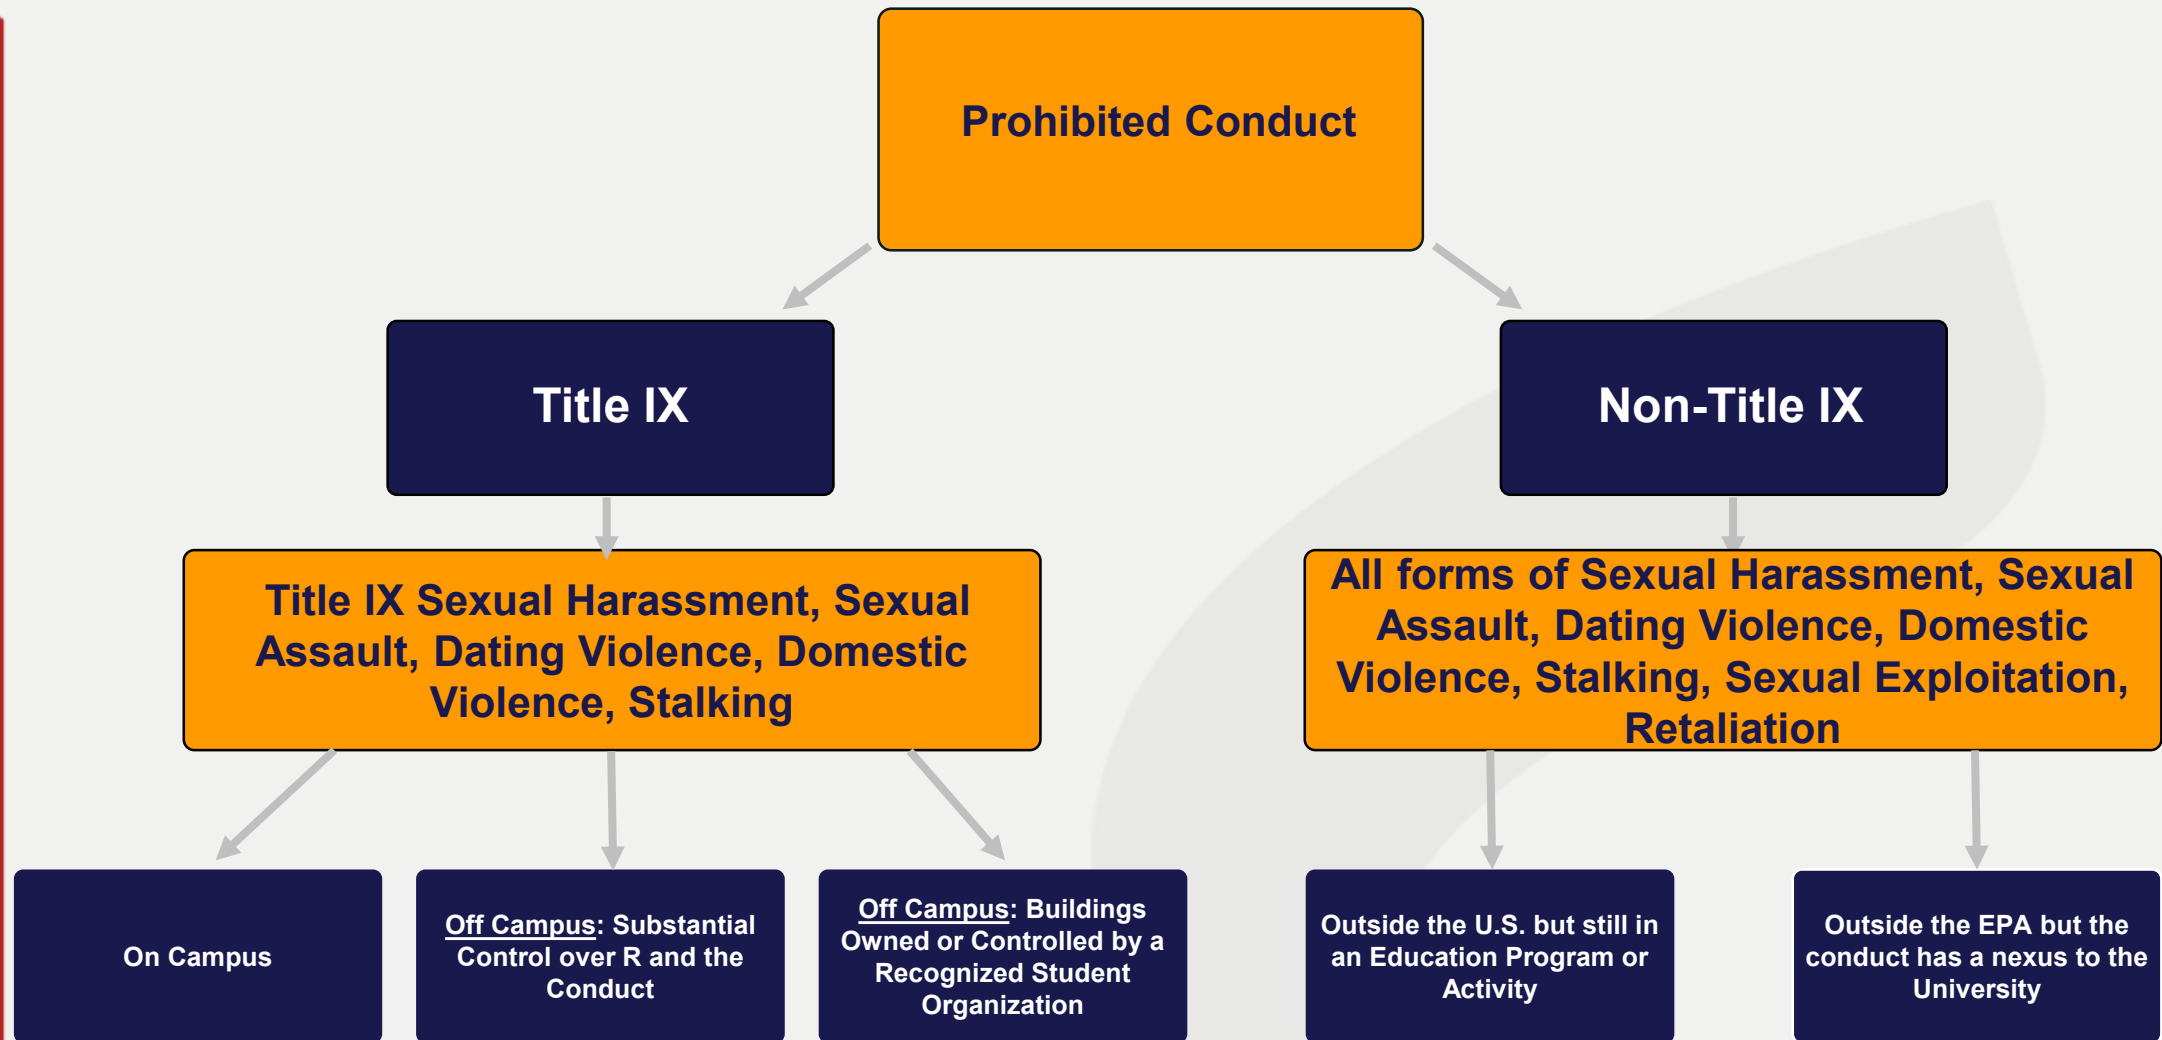 Prohibited Conduct
Title IX
Non-Title IX
Title IX Sexual Harassment, Sexual
Assault, Dating Violence, Domestic
Violence, Stalking
All forms of Sexual Harassment, Sexual
Assault, Dating Violence, Domestic
Violence, Stalking, Sexual Exploitation,
Retaliation
On Campus
Off Campus: Substantial
Control over R and the
Conduct
Off Campus: Buildings
Owned or Controlled by a
Recognized Student
Organization
Outside the U.S. but still in
an Education Program or
Activity
Outside the EPA but the
conduct has a nexus to the
University